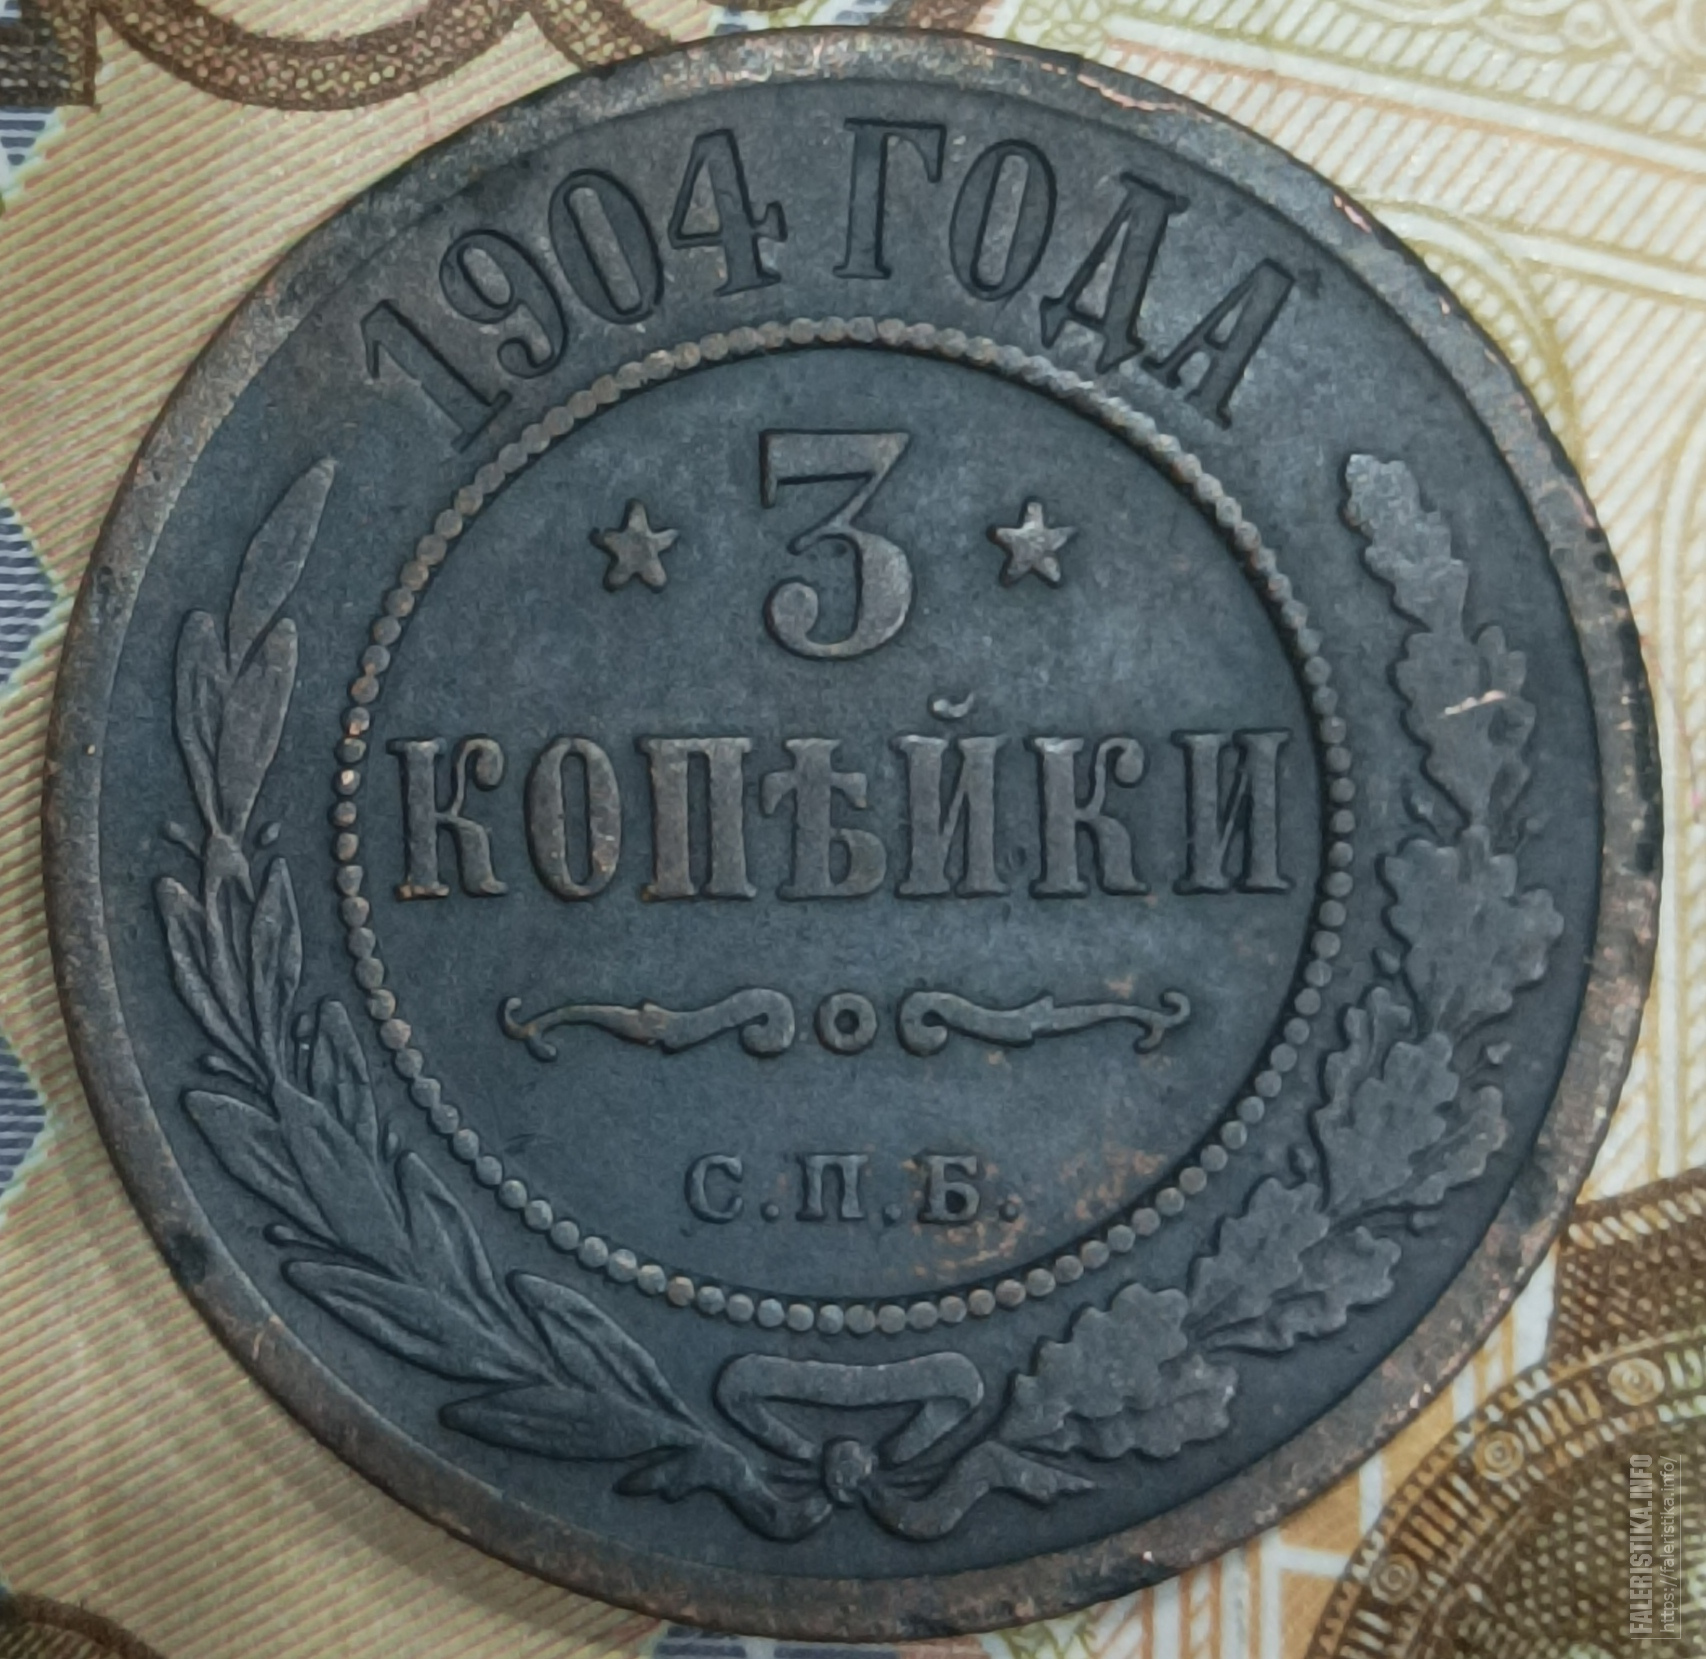 1904 ГОДА
3
КОПѢЙКИ
С.П.Б.
FALERISTIKA.INFO
https://faleristika.info/